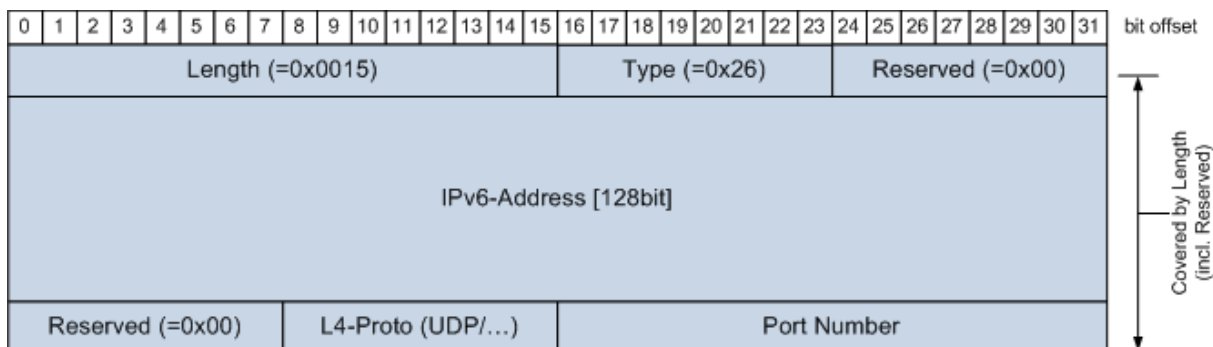 0 1 2 3 4 5 6 7 8 9 10 11 12 13 14 15 16 17 18 19 20 21 22 23 24 25 26 27 28 29 30 31 bit offset
Length (=0x0015) Type (=0x26) Reserved (=0x00)
IPv6-Address [128bit]
Reserved (=0x00) L4-Proto (UDP/…) Port Number
Covered by Length
(incl. Reserved)